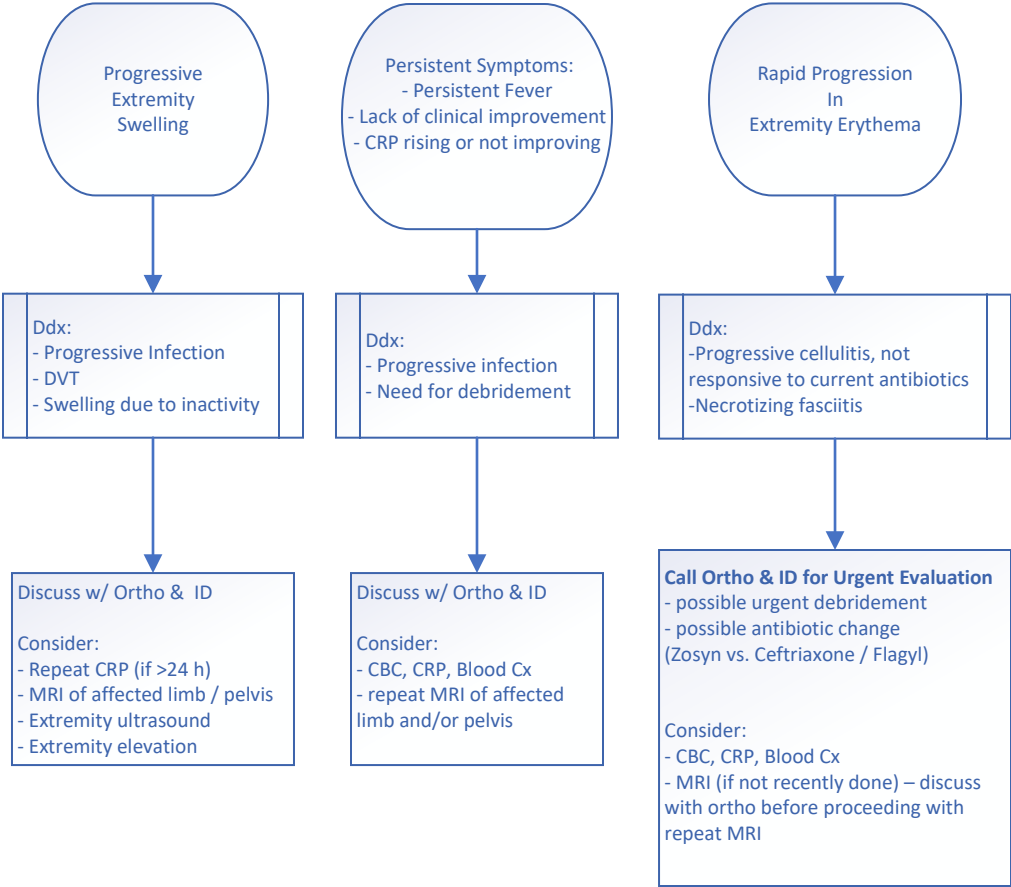 Progressive
Extremity
Swelling
Persistent Symptoms:
- Persistent Fever
- Lack of clinical improvement
- CRP rising or not improving
Rapid Progression
In
Extremity Erythema
Ddx:
- Progressive Infection
- DVT
- Swelling due to inactivity
Ddx:
- Progressive infection
- Need for debridement
Ddx:
-Progressive cellulitis, not
responsive to current antibiotics
-Necrotizing fasciitis
Discuss w/ Ortho & ID
Consider:
- Repeat CRP (if >24 h)
- MRI of affected limb / pelvis
- Extremity ultrasound
- Extremity elevation
Discuss w/ Ortho & ID
Consider:
- CBC, CRP, Blood Cx
- repeat MRI of affected
limb and/or pelvis
Call Ortho & ID for Urgent Evaluation
- possible urgent debridement
- possible antibiotic change
(Zosyn vs. Ceftriaxone / Flagyl)
Consider:
- CBC, CRP, Blood Cx
- MRI (if not recently done) – discuss
with ortho before proceeding with
repeat MRI